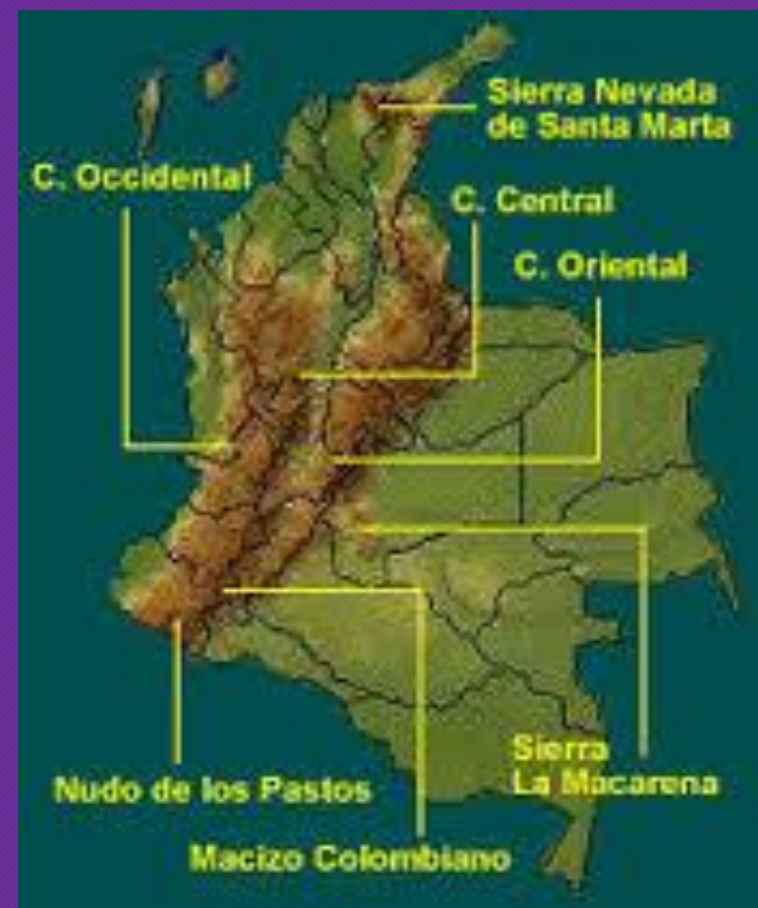 Sierra Nevada
de Santa Marta
C. Occidental
C. Central
C. Oriental
Sierra
La Macarena
Nudo de los Pastos
Macizo Colombiano